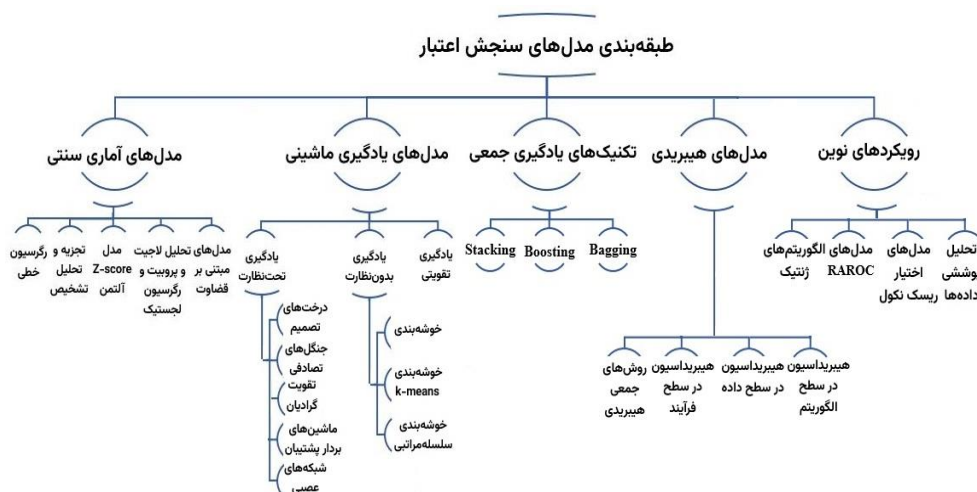 طبقه‌بندی مدل‌های سنجش اعتبار
رویکردهای نوین
مدل‌های هیبریدی
تکنیک‌های یادگیری جمعی
مدل‌های یادگیری ماشینی
مدل‌های آماری سنتی
تحلیل
پوششی
داده‌ها
مدل‌های
اختیار
ریسک نکول
مدل‌های
RAROC
الگوریتم‌های
ژنتیک
هیبریداسیون
در سطح
الگوریتم
هیبریداسیون
در سطح داده
هیبریداسیون
در سطح
فرآیند
روش‌های
جمعی
هیبریدی
Bagging
Boosting
Stacking
یادگیری
تقویتی
یادگیری
بدون‌نظارت
خوشه‌بندی
خوشه‌بندی
k-means
خوشه‌بندی
سلسله‌مراتبی
یادگیری
تحت‌نظارت
درخت‌های
تصمیم
جنگل‌های
تصادفی
تقویت
گرادیان
ماشین‌های
بردار پشتیبان
شبکه‌های
عصبی
مدل‌های
مبتنی بر
قضاوت
تحلیل لاجیت
و پروبیت و
رگرسیون
لجستیک
مدل
Z-score
آلتمن
تجزیه و
تحلیل
تشخیص
رگرسیون
خطی